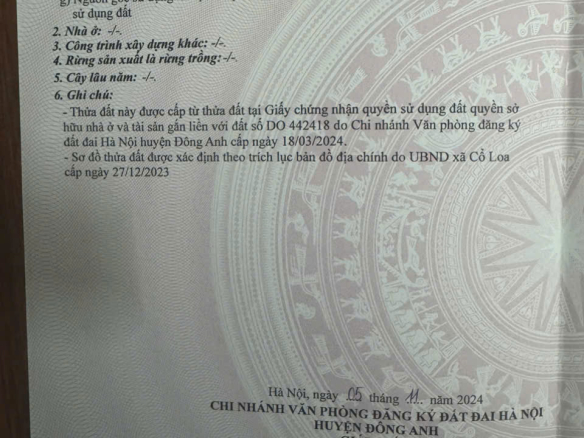 g) Nguồn gốc sử dụng
sử dụng đất
2. Nhà ở: -/-.
3. Công trình xây dựng khác: -/-.
4. Rừng sản xuất là rừng trồng:-/-.
5. Cây lâu năm: -/-.
6. Ghi chú:
- Thửa đất này được cấp từ thửa đất tại Giấy chứng nhận quyền sử dụng đất quyền sở
hữu nhà ở và tài sản gắn liền với đất số DO 442418 do Chi nhánh Văn phòng đăng ký
đất đai Hà Nội huyện Đông Anh cấp ngày 18/03/2024.
- Sơ đồ thửa đất được xác định theo trích lục bản đồ địa chính do UBND xã Cổ Loa
cấp ngày 27/12/2023
Hà Nội, ngày 05 tháng 11. năm 2024
CHI NHÁNH VĂN PHÒNG ĐĂNG KÝ ĐẤT ĐAI HÀ NỘI
HUYỆN ĐÔNG ANH